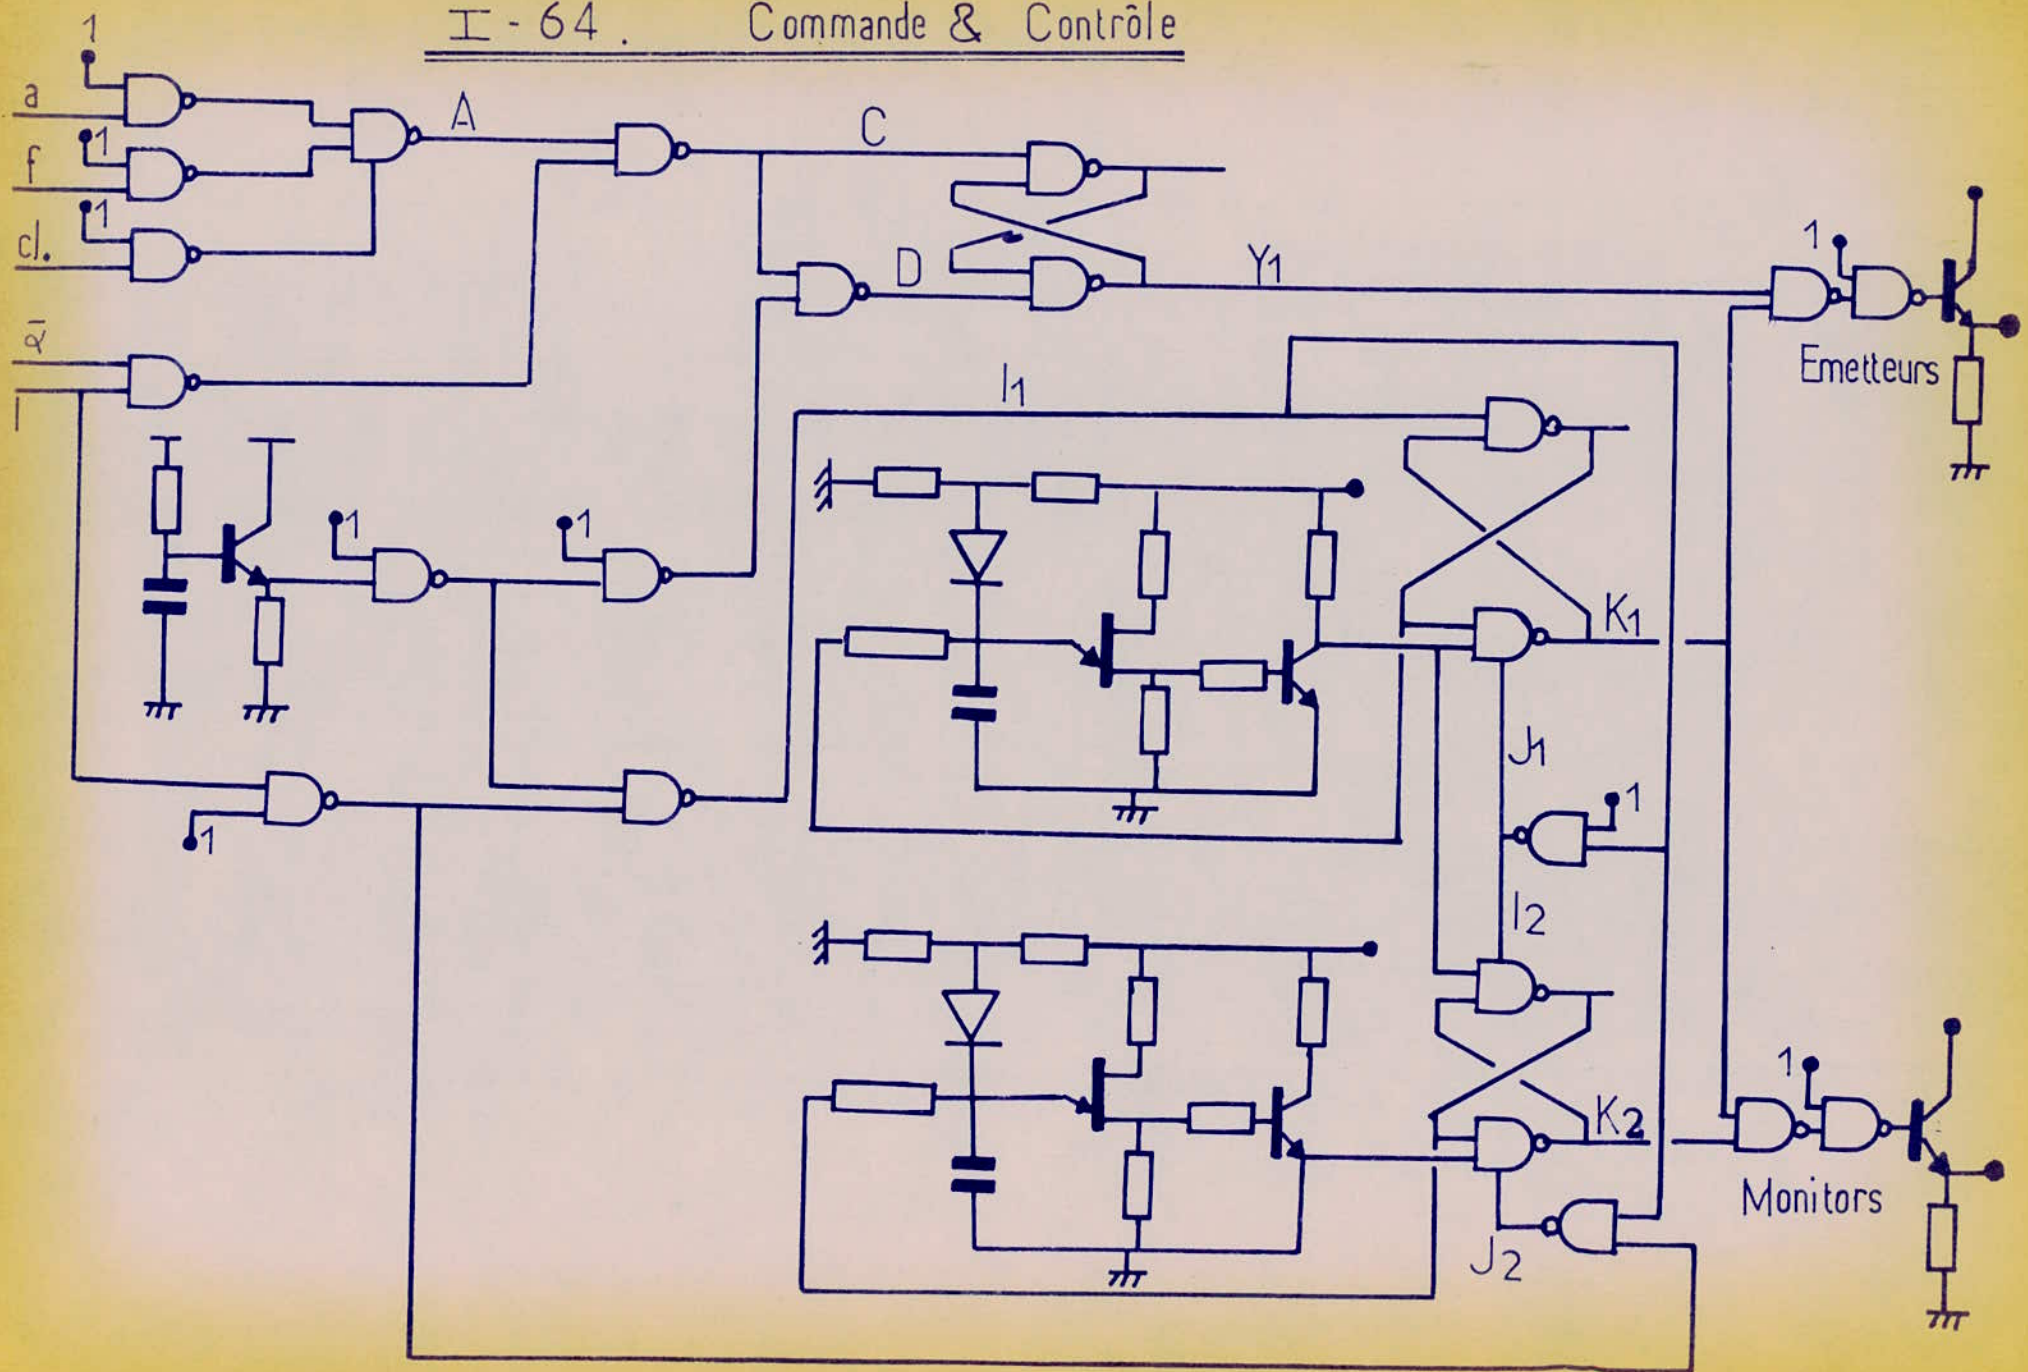 I - 64. Commande & Contrôle
1
a
1
f
1
cl.
A
C
D
Y1
1
Emetteurs
I1
1
1
K1
J1
1
1
I2
K2
1
Monitors
J2